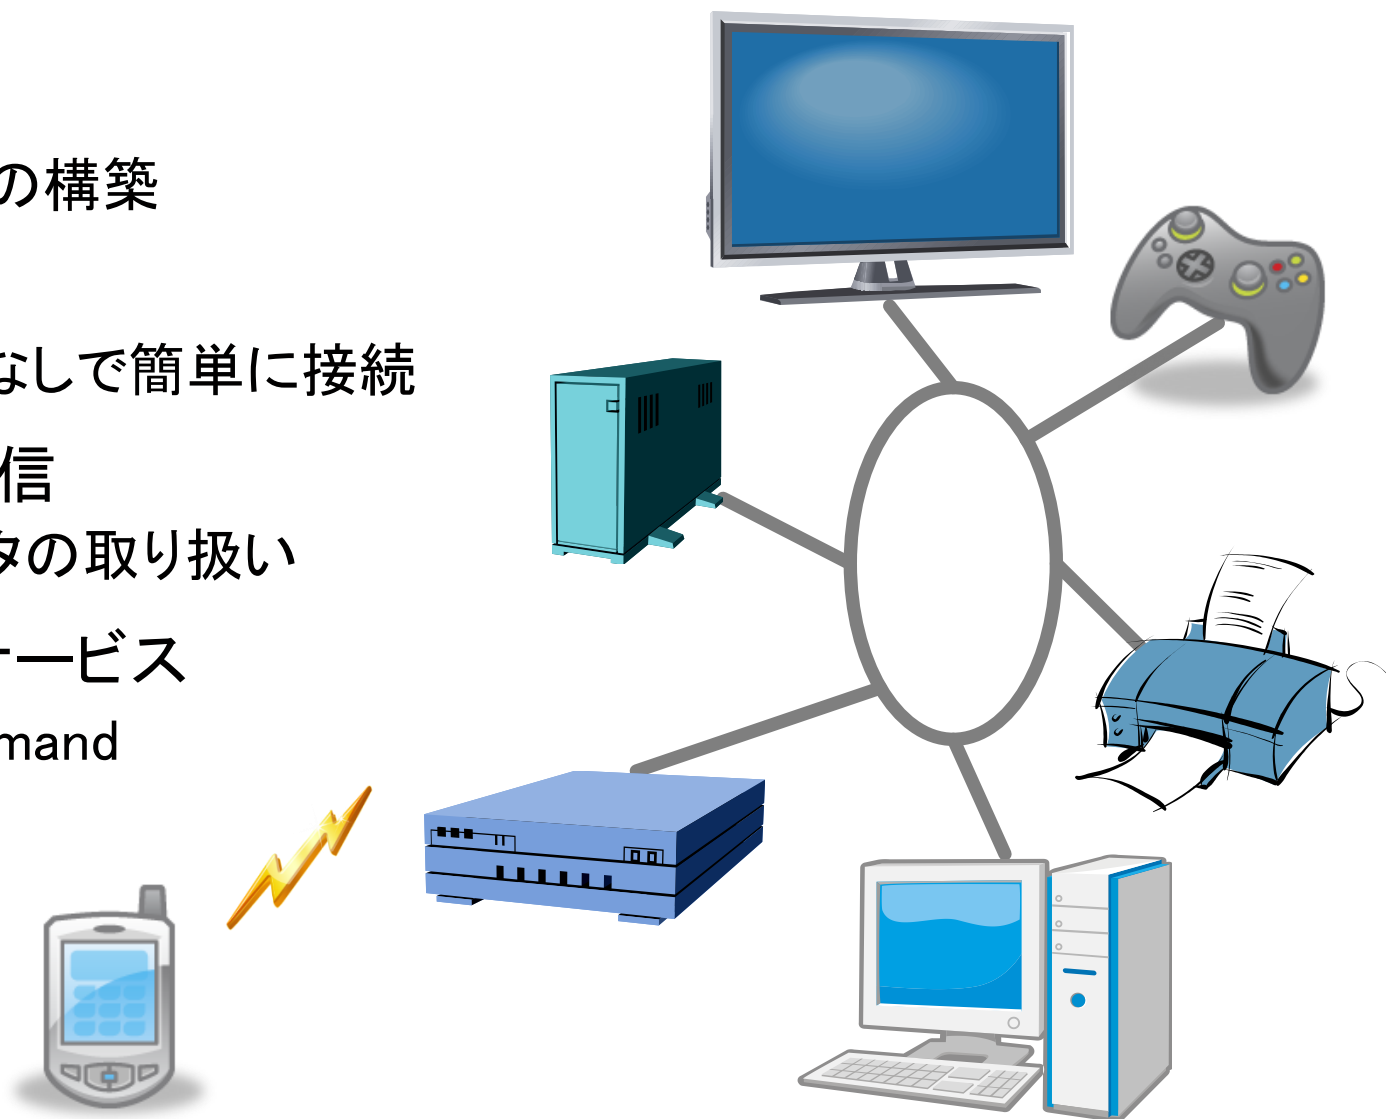 の構築
なしで簡単に接続
信
タの取り扱い
サービス
mand